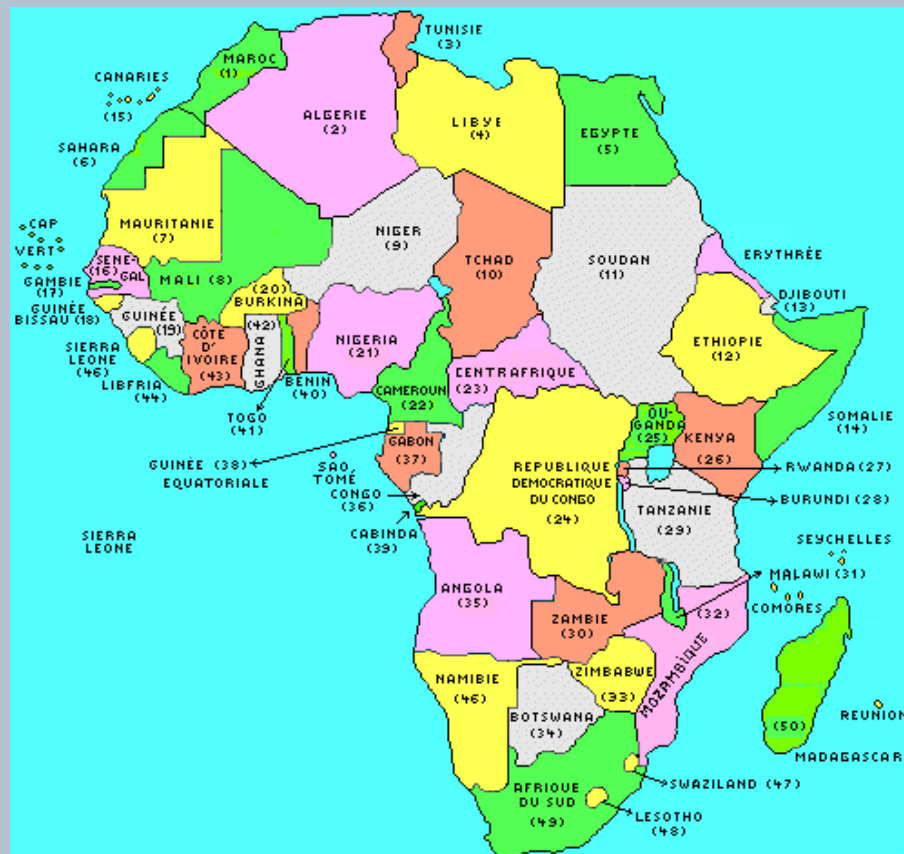 TUNISIE
(3)
MAROC
(1)
CANARIES
(15)
ALGERIE
(2)
LIBYE
(4)
EGYPTE
(5)
SAHARA
(6)
MAURITANIE
(7)
CAP
VERT
NIGER
(9)
TCHAD
(10)
SOUDAN
(11)
ERYTHRÉE
SENE-
(16)
GAL
MALI (8)
GAMBIE
(17)
(20)
BURKINA
DJIBOUTI
(13)
GUINÉE
BISSAU (18)
GUINÉE
(19)
CÔTE
D'
IVOIRE
(43)
(42)
GHANA
NIGERIA
(21)
ETHIOPIE
(12)
SIERRA
LEONE
(46)
LIBFRIA
(44)
BENIN
(40)
TOGO
(41)
CENTRAFRIQUE
(23)
CAMEROUN
(22)
SOMALIE
(14)
OU-
GANDA
(25)
KENYA
(26)
GUINÉE (38)
EQUATORIALE
GABON
(37)
SAO
TOMÉ
CONGO
(36)
REPUBLIQUE
DEMOCRATIQUE
DU CONGO
(24)
RWANDA (27)
BURUNDI (28)
TANZANIE
(29)
CABINDA
(39)
SIERRA
LEONE
SEYCHELLES
MALAWI (31)
COMORES
ANGOLA
(35)
ZAMBIE
(30)
(32)
MOZAMBIQUE
NAMIBIE
(46)
ZIMBABWE
(33)
BOTSWANA
(34)
(50)
MADAGASCAR
REUNION
AFRIQUE
DU SUD
(49)
SWAZILAND (47)
LESOTHO
(48)